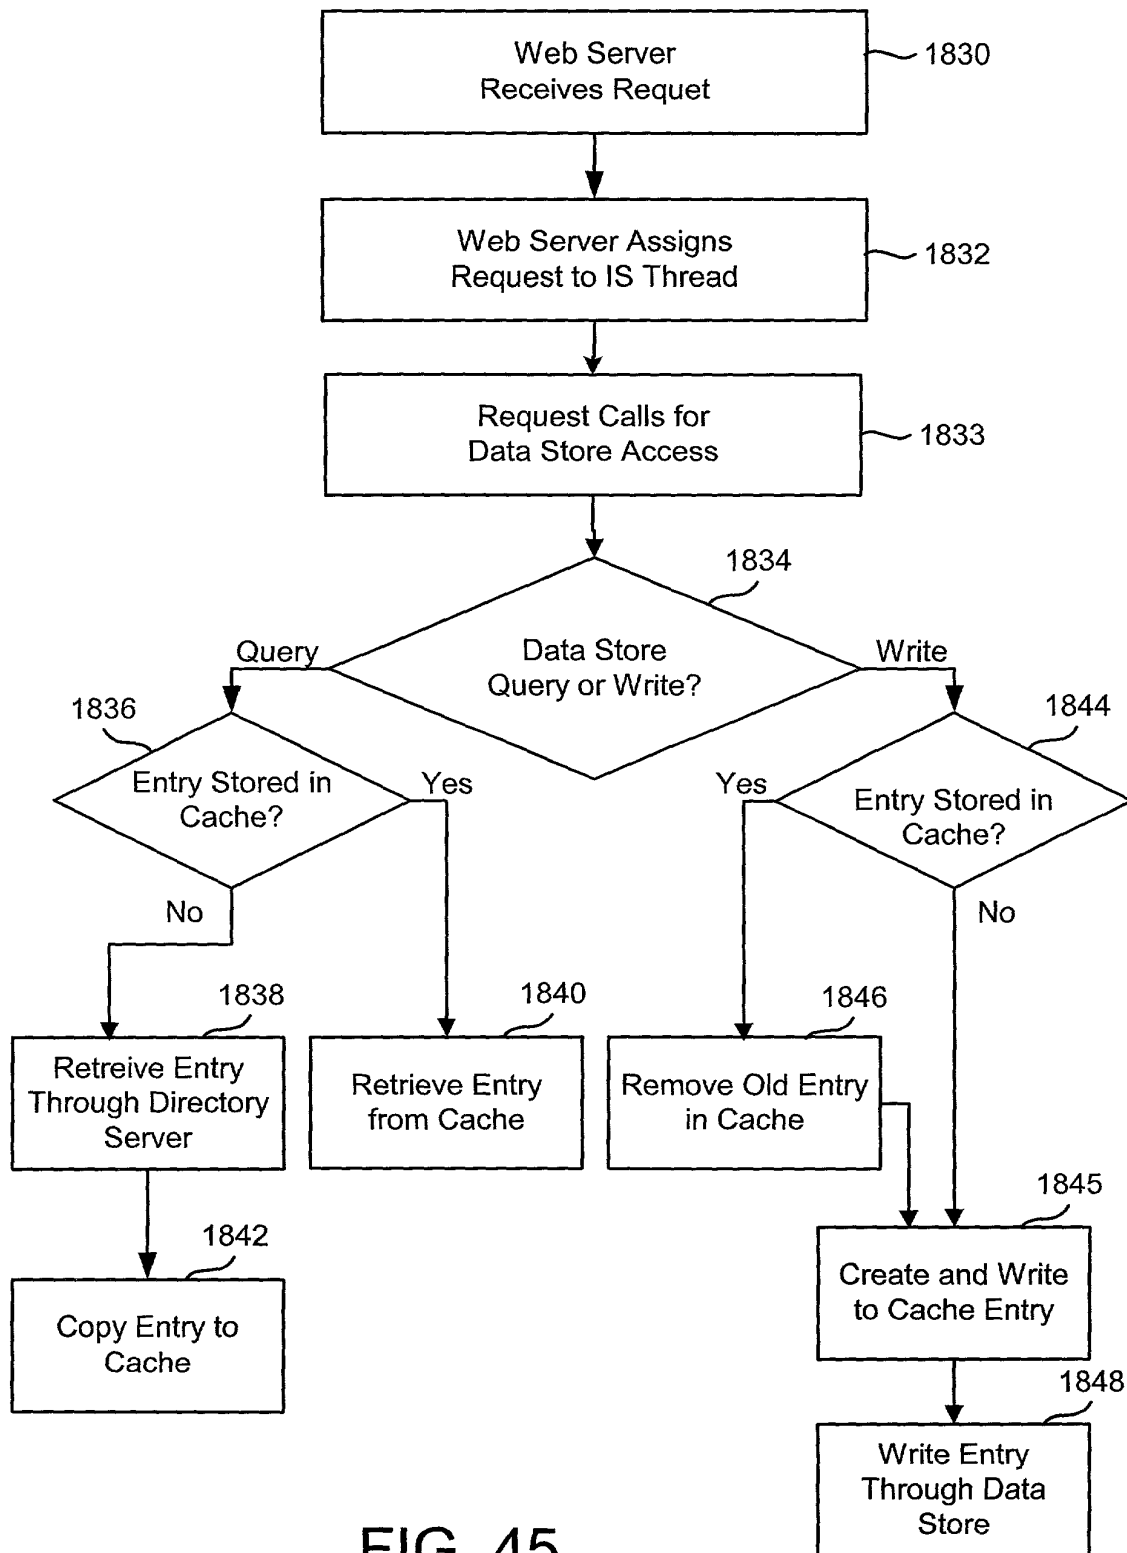 Web Server
Receives Requet
1830
Web Server Assigns
Request to IS Thread
1832
Request Calls for
Data Store Access
1833
1834
Data Store
Query or Write?
Query
Write
1836
Entry Stored in
Cache?
Yes
No
1844
Entry Stored in
Cache?
Yes
No
1838
Retreive Entry
Through Directory
Server
1840
Retrieve Entry
from Cache
1846
Remove Old Entry
in Cache
1842
Copy Entry to
Cache
1845
Create and Write
to Cache Entry
1848
Write Entry
Through Data
Store
FIG. 45